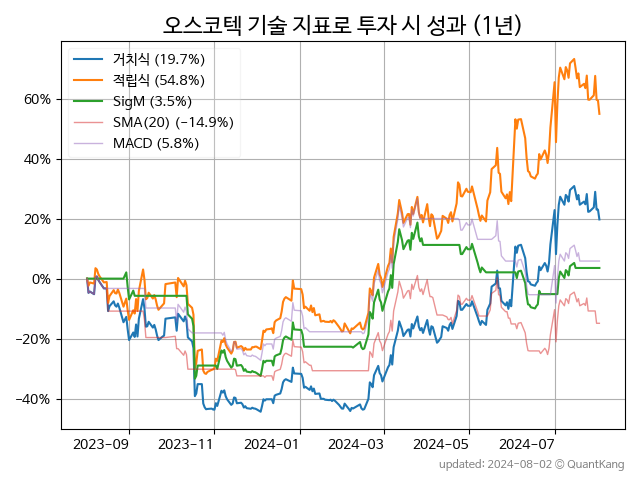 오스코텍 기술 지표로 투자 시 성과 (1년)
거치식 (19.7%)
적립식 (54.8%)
SigM (3.5%)
SMA(20) (-14.9%)
MACD (5.8%)
60%
40%
20%
0%
−20%
−40%
2023-09
2023-11
2024-01
2024-03
2024-05
2024-07
updated: 2024-08-02 © QuantKang